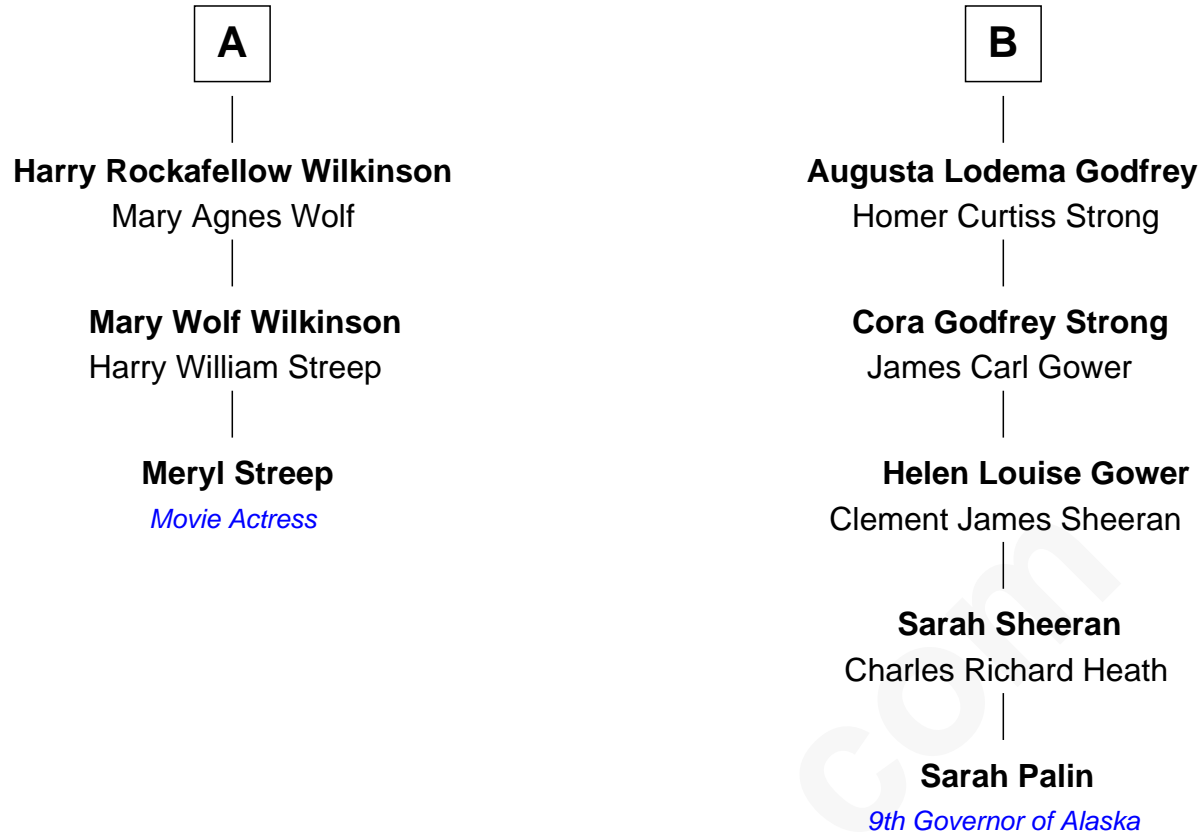 A
Harry Rockafellow Wilkinson
Mary Agnes Wolf
Mary Wolf Wilkinson
Harry William Streep
Meryl Streep
Movie Actress
B
Augusta Lodema Godfrey
Homer Curtiss Strong
Cora Godfrey Strong
James Carl Gower
Helen Louise Gower
Clement James Sheeran
Sarah Sheeran
Charles Richard Heath
Sarah Palin
9th Governor of Alaska
com